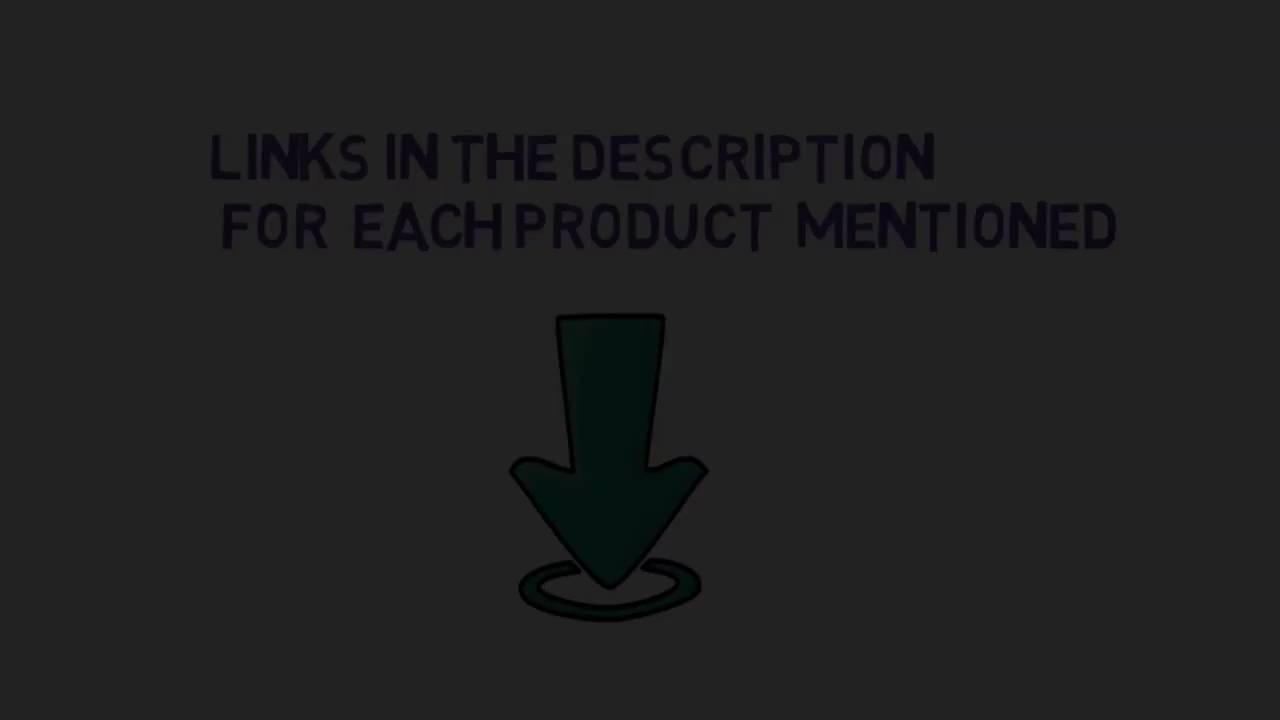 LINKS IN THE DESCRIPTION
FOR EACH PRODUCT MENTIONED